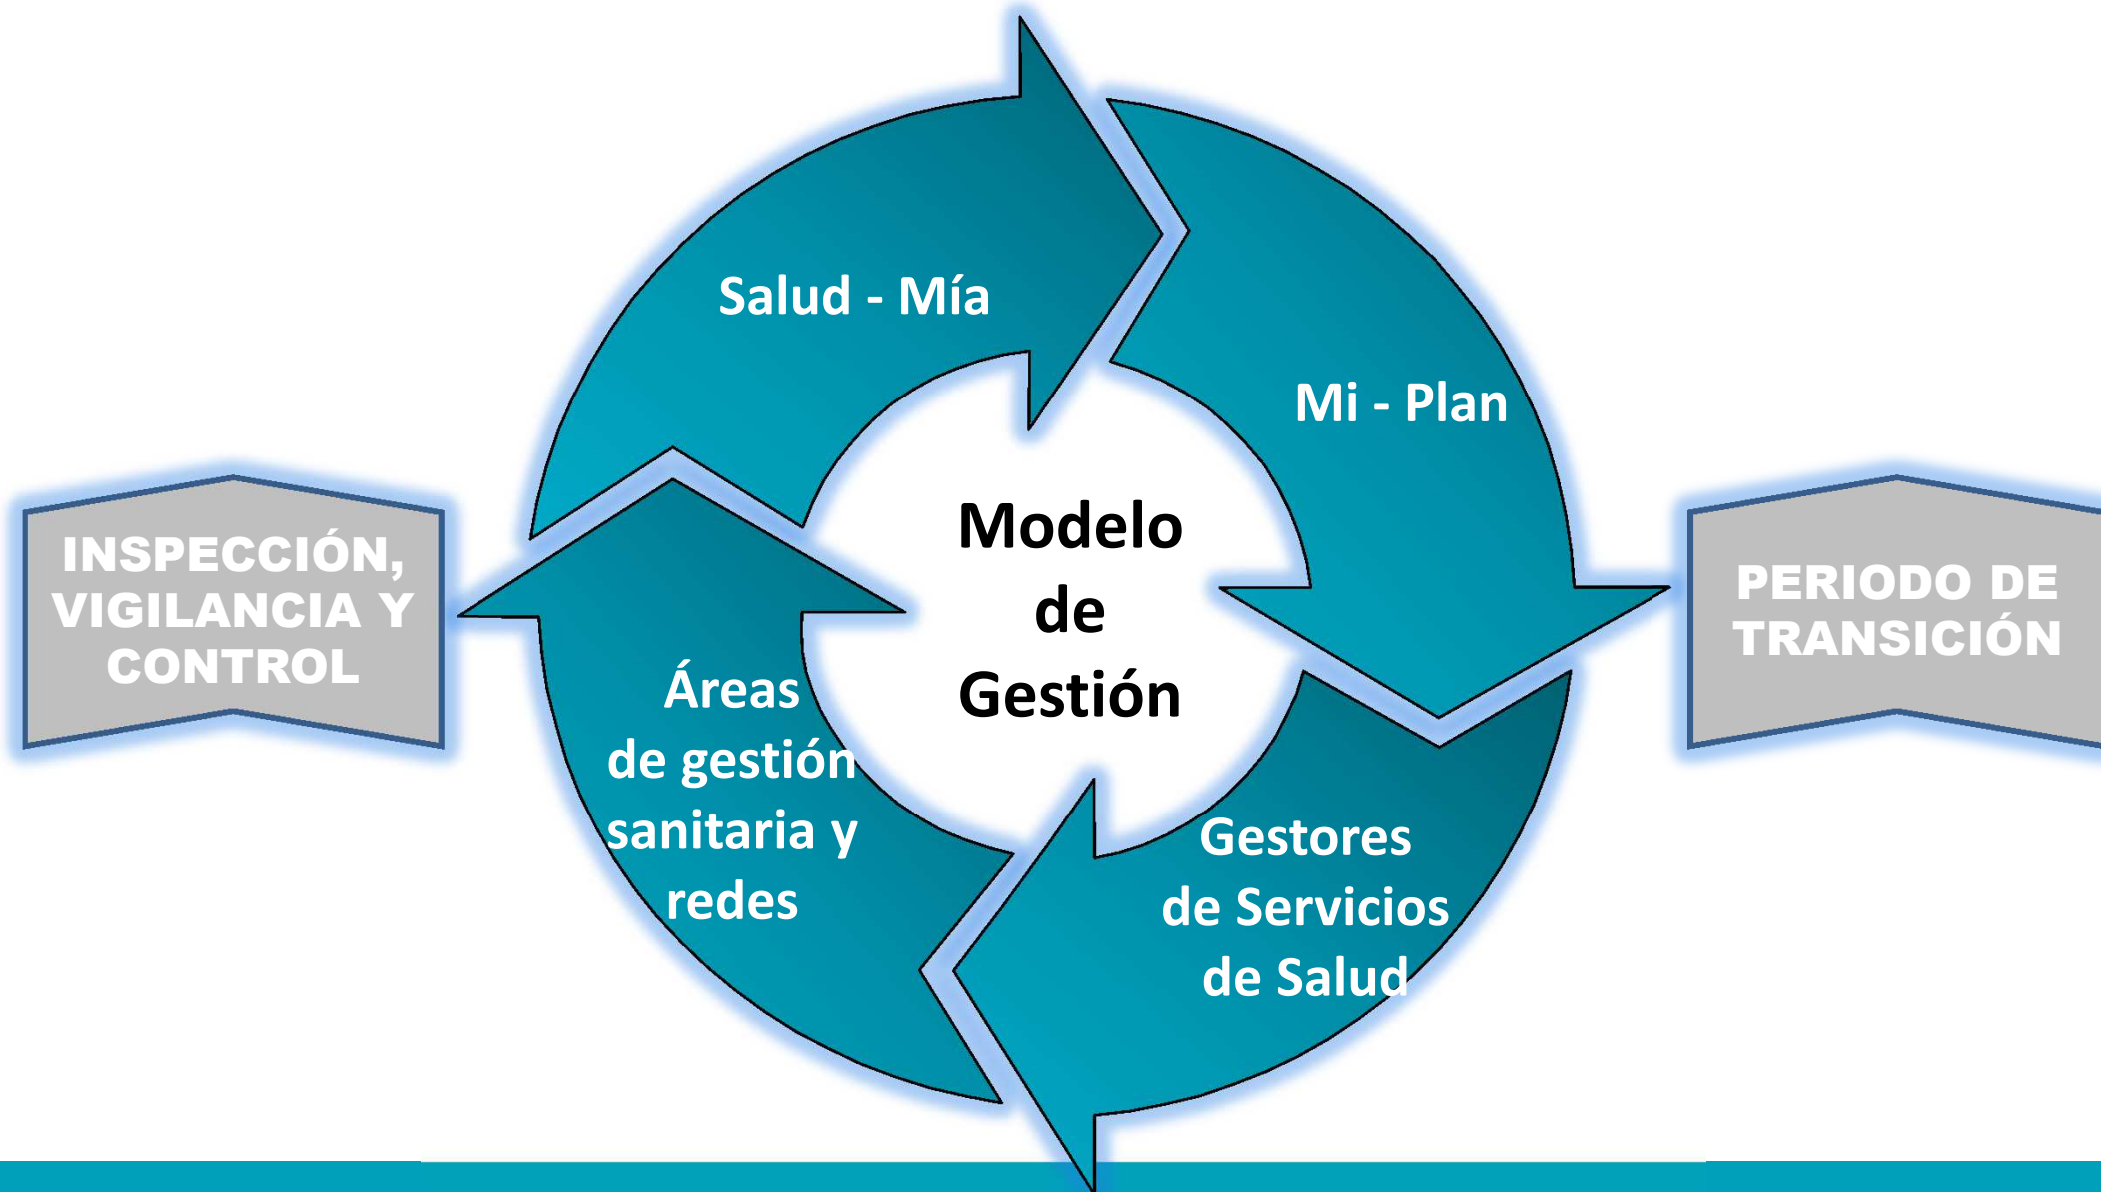 Salud - Mía
Mi - Plan
INSPECCIÓN,
VIGILANCIA Y
CONTROL
Modelo
de
Gestión
PERIODO DE
TRANSICIÓN
Áreas
de gestión
sanitaria y
redes
Gestores
de Servicios
de Salud